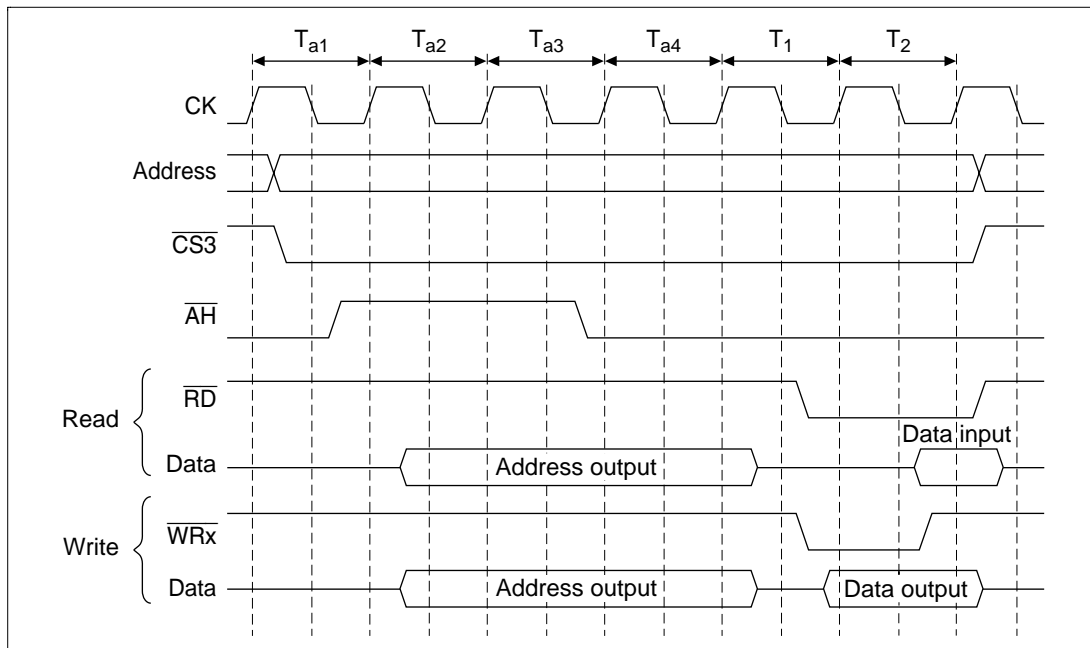 Ta1 Ta2 Ta3 Ta4 T1 T2
CK
Address
CS3
AH
Read
RD
Data input
Data
Address output
Write
WRx
Data
Address output
Data output